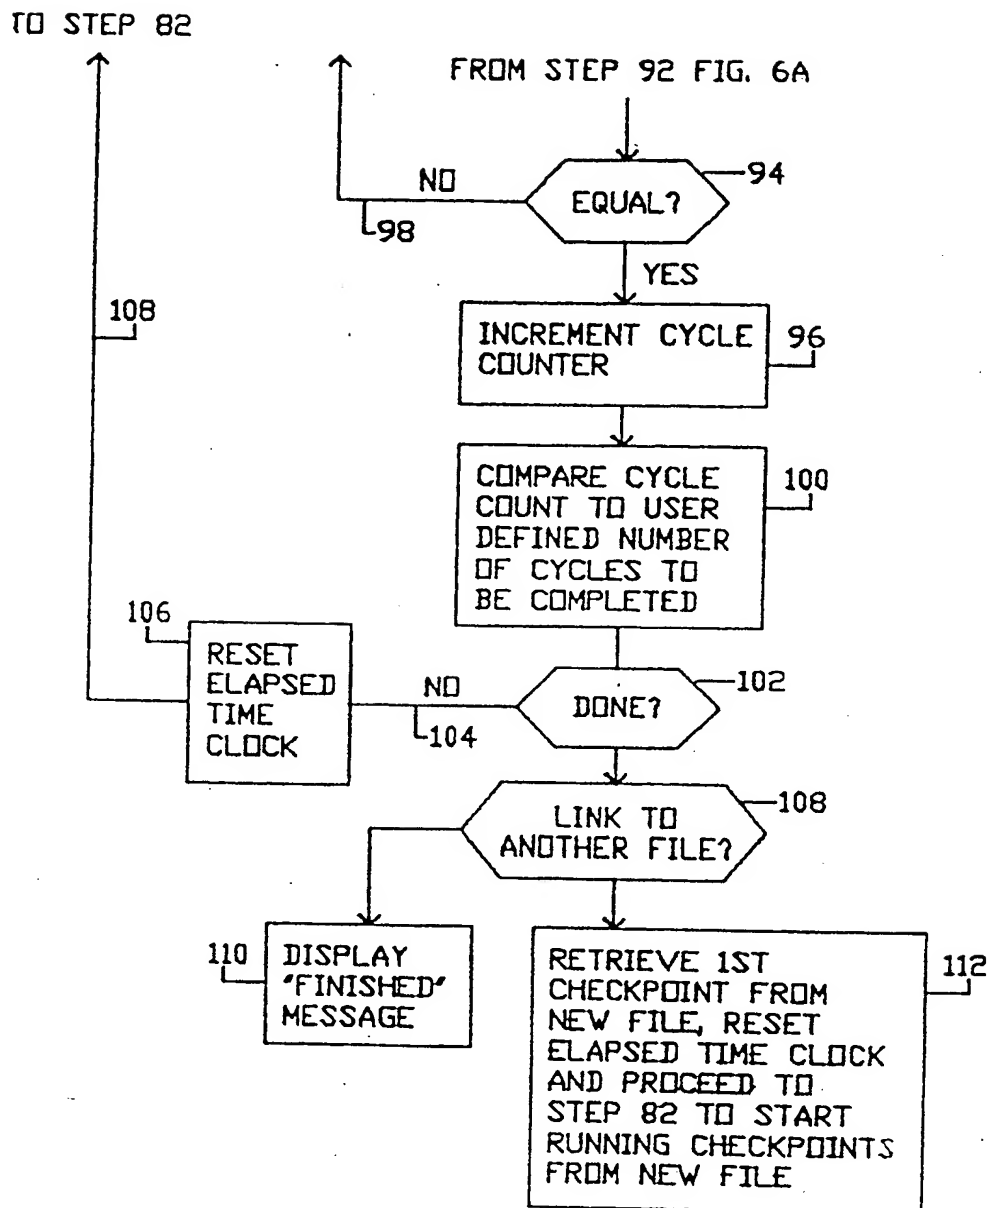 TO STEP 82
FROM STEP 92 FIG. 6A
EQUAL?
94
NO
98
YES
108
INCREMENT CYCLE
COUNTER
96
COMPARE CYCLE
COUNT TO USER
DEFINED NUMBER
OF CYCLES TO
BE COMPLETED
100
106
RESET
ELAPSED
TIME
CLOCK
NO
104
DONE?
102
LINK TO
ANOTHER FILE?
108
110
DISPLAY
"FINISHED"
MESSAGE
RETRIEVE 1ST
CHECKPOINT FROM
NEW FILE, RESET
ELAPSED TIME CLOCK
AND PROCEED TO
STEP 82 TO START
RUNNING CHECKPOINTS
FROM NEW FILE
112